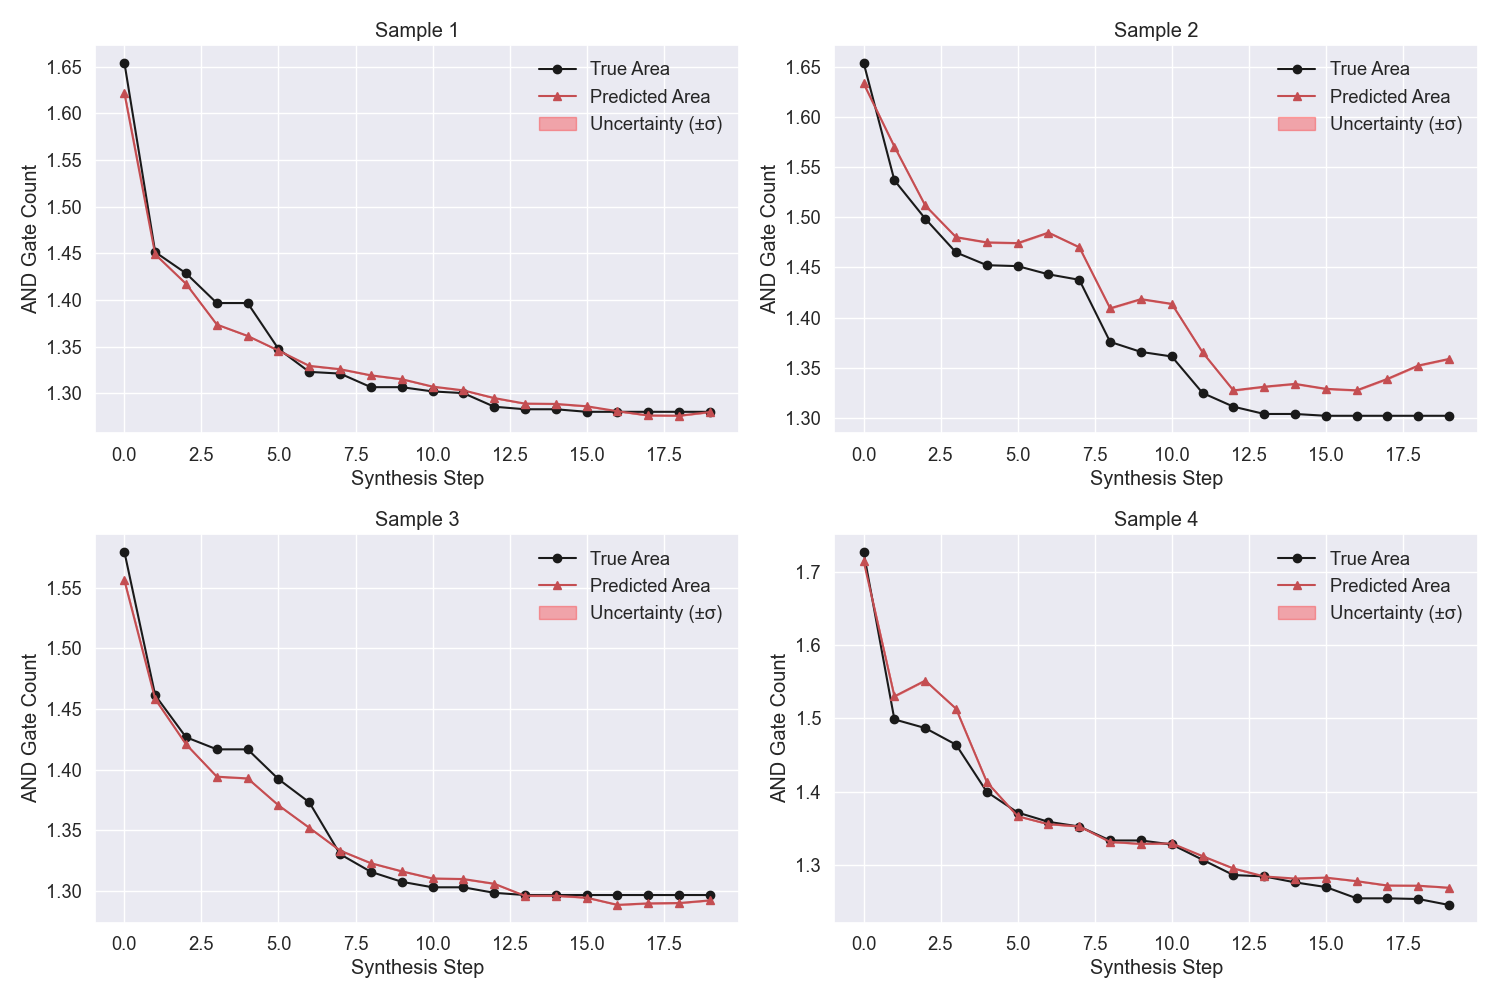 Sample 1
1.65
1.60
1.55
1.50
1.45
1.40
1.35
1.30
AND Gate Count
True Area
Predicted Area
Uncertainty (±σ)
0.0 2.5 5.0 7.5 10.0 12.5 15.0 17.5
Synthesis Step
Sample 2
1.65
1.60
1.55
1.50
1.45
1.40
1.35
1.30
AND Gate Count
True Area
Predicted Area
Uncertainty (±σ)
0.0 2.5 5.0 7.5 10.0 12.5 15.0 17.5
Synthesis Step
Sample 3
1.55
1.50
1.45
1.40
1.35
1.30
AND Gate Count
True Area
Predicted Area
Uncertainty (±σ)
0.0 2.5 5.0 7.5 10.0 12.5 15.0 17.5
Synthesis Step
Sample 4
1.7
1.6
1.5
1.4
1.3
AND Gate Count
True Area
Predicted Area
Uncertainty (±σ)
0.0 2.5 5.0 7.5 10.0 12.5 15.0 17.5
Synthesis Step